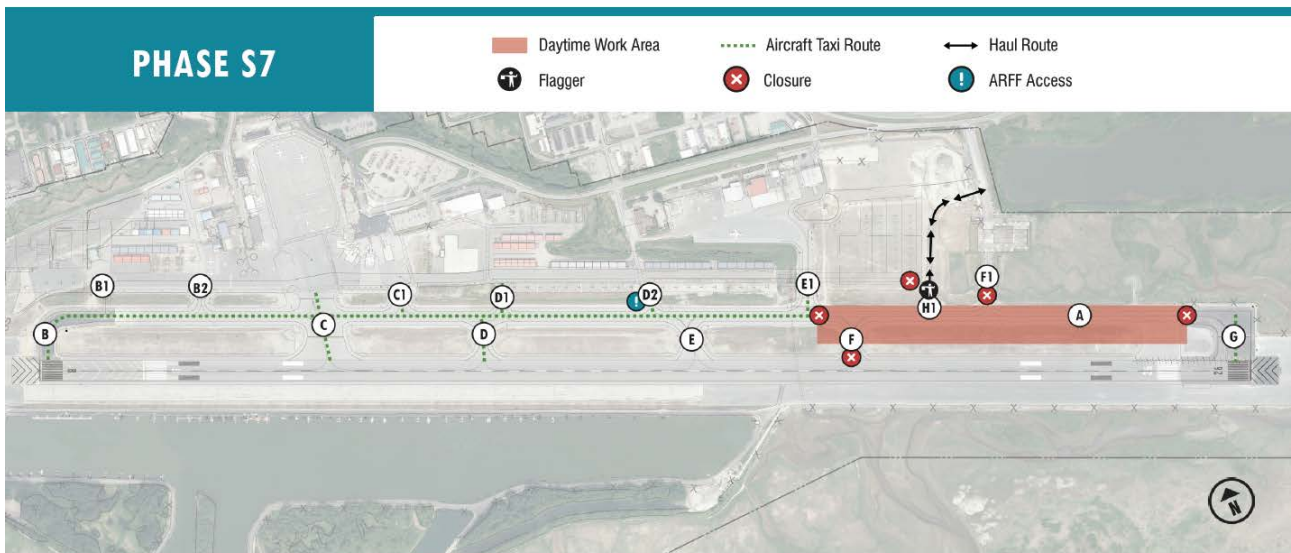 PHASE S7
Daytime Work Area
Aircraft Taxi Route
Haul Route
Flagger
Closure
ARFF Access
B1
B2
C1
D1
D2
E1
F1
H1
A
B
C
D
E
F
G
26
N